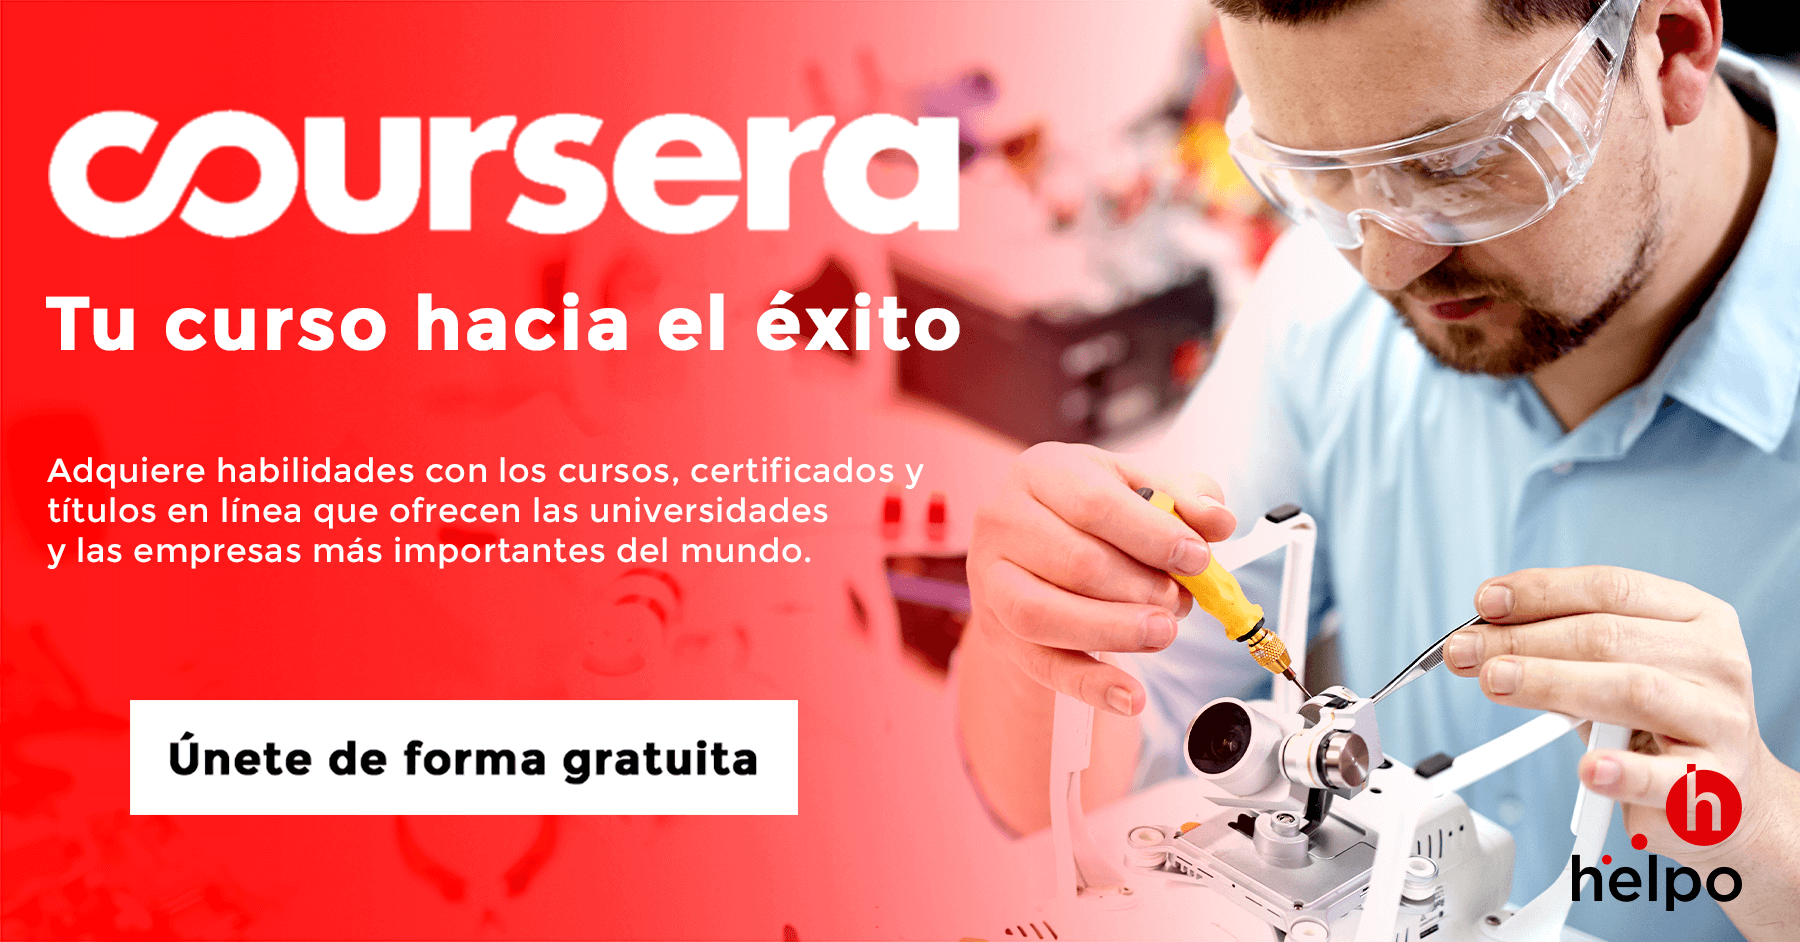 coursera
Tu curso hacia el éxito
Adquiere habilidades con los cursos, certificados y
títulos en línea que ofrecen las universidades
y las empresas más importantes del mundo.
Únete de forma gratuita
h
helpo